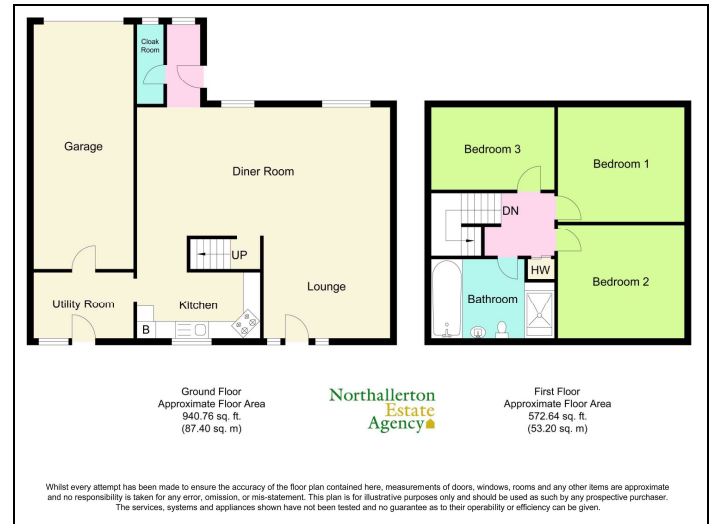 Cloak
Room
Garage
Diner Room
UP
Utility Room
Kitchen
Lounge
B
Bedroom 3
Bedroom 1
DN
HW
Bedroom 2
Bathroom
Ground Floor
Approximate Floor Area
940.76 sq. ft.
(87.40 sq. m)
Northallerton
Estate
Agency
First Floor
Approximate Floor Area
572.64 sq. ft.
(53.20 sq. m)
Whilst every attempt has been made to ensure the accuracy of the floor plan contained here, measurements of doors, windows, rooms and any other items are approximate
and no responsibility is taken for any error, omission, or mis-statement. This plan is for illustrative purposes only and should be used as such by any prospective purchaser.
The services, systems and appliances shown have not been tested and no guarantee as to their operability or efficiency can be given.